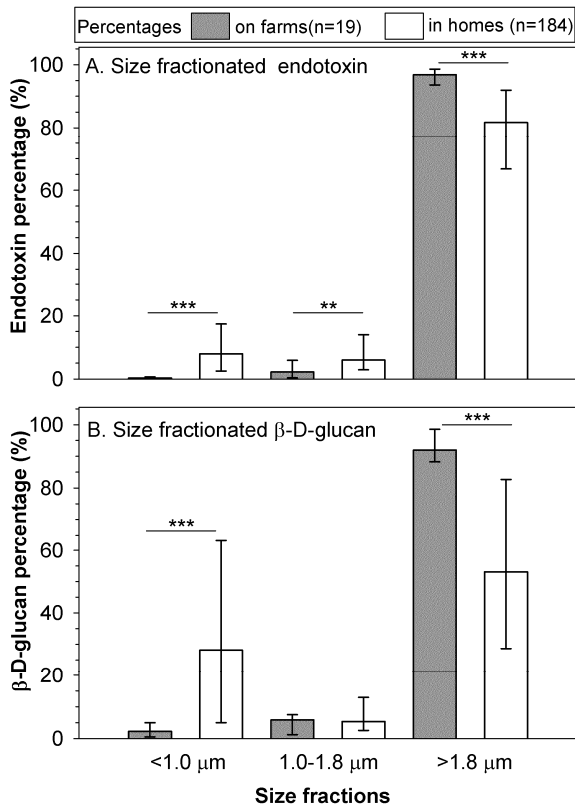 Percentages on farms(n=19) in homes (n=184)
A. Size fractionated endotoxin
***
100
80
60
40
20
0
Endotoxin percentage (%)
***
**
B. Size fractionated β-D-glucan
***
100
80
60
40
20
0
β-D-glucan percentage (%)
***
<1.0 μm 1.0-1.8 μm >1.8 μm
Size fractions